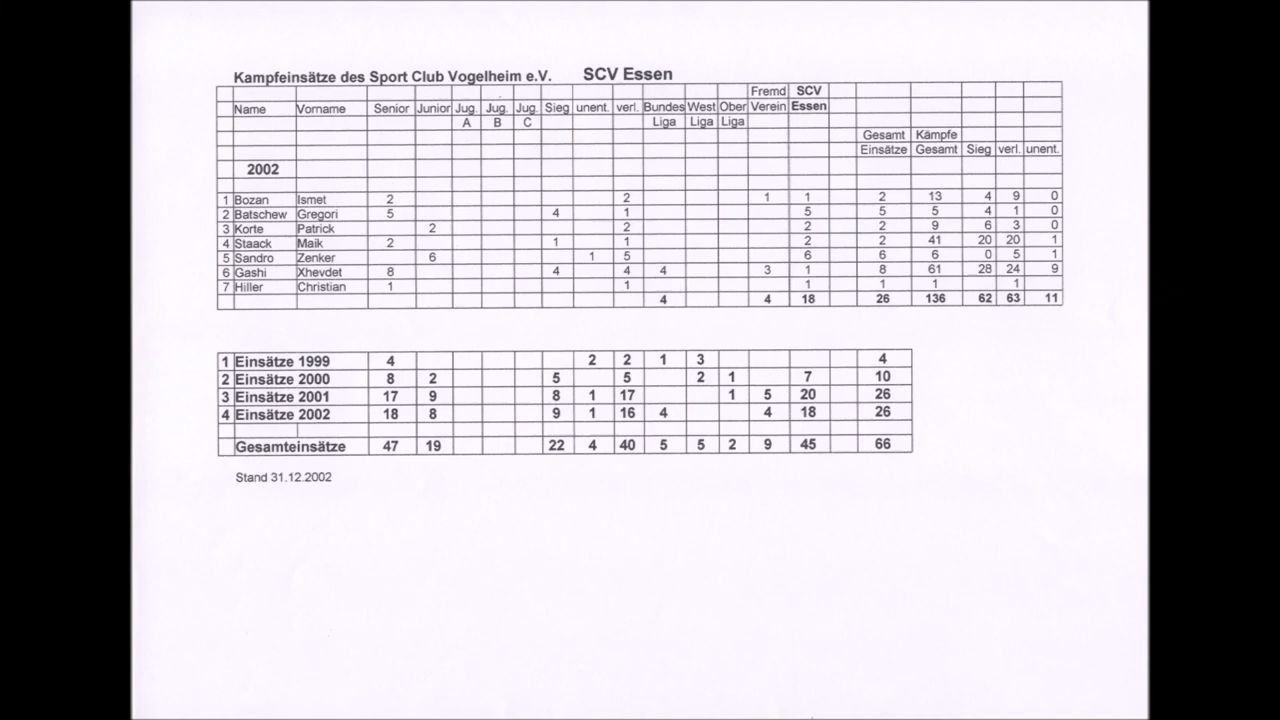 Kampfeinsätze des Sport Club Vogelheim e.V. SCV Essen
Fremd SCV
Name Vorname Senior Junior Jug. Jug. Jug. Sieg unent. verl. Bundes West Ober Verein Essen
A B C Liga Liga Liga
Gesamt Kämpfe
Einsätze Gesamt Sieg verl. unent.
2002
1 Bozan Ismet 2 2 1 1 2 13 4 9 0
2 Batschew Gregori 5 4 1 5 5 5 4 1 0
3 Korte Patrick 2 2 2 2 9 6 3 0
4 Staack Maik 2 1 1 2 2 41 20 20 1
5 Sandro Zenker 6 1 5 6 6 6 0 5 1
6 Gashi Xhevdet 8 4 4 4 3 1 8 61 28 24 9
7 Hiller Christian 1 1 1 1 1 1
4 4 18 26 136 62 63 11
1 Einsätze 1999 4 2 2 1 3 4
2 Einsätze 2000 8 2 5 5 2 1 7 10
3 Einsätze 2001 17 9 8 1 17 1 5 20 26
4 Einsätze 2002 18 8 9 1 16 4 4 18 26
Gesamteinsätze 47 19 22 4 40 5 5 2 9 45 66
Stand 31.12.2002